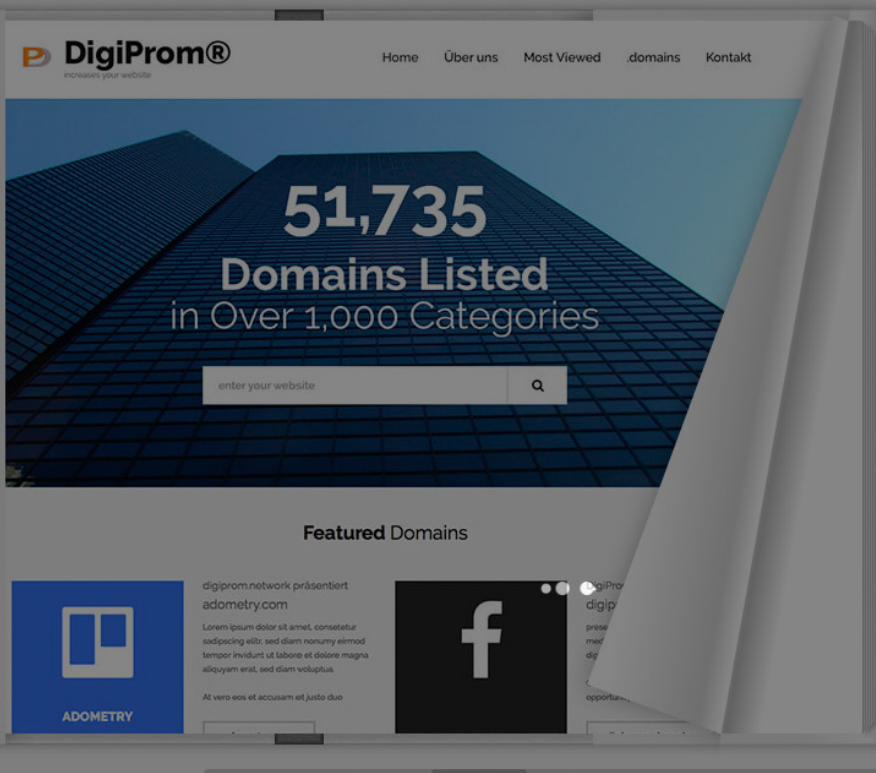 DigiProm®
increases your website
Home Über uns Most Viewed .domains Kontakt
51,735
Domains Listed
in Over 1,000 Categories
enter your website
Featured Domains
digiprom.network präsentiert
adometry.com
Lorem ipsum dolor sit amet, consetetur
sadipscing elitr, sed diam nonumy eirmod
tempor invidunt ut labore et dolore magna
aliquyam erat, sed diam voluptua.
At vero eos et accusam et justo duo
ADOMETRY